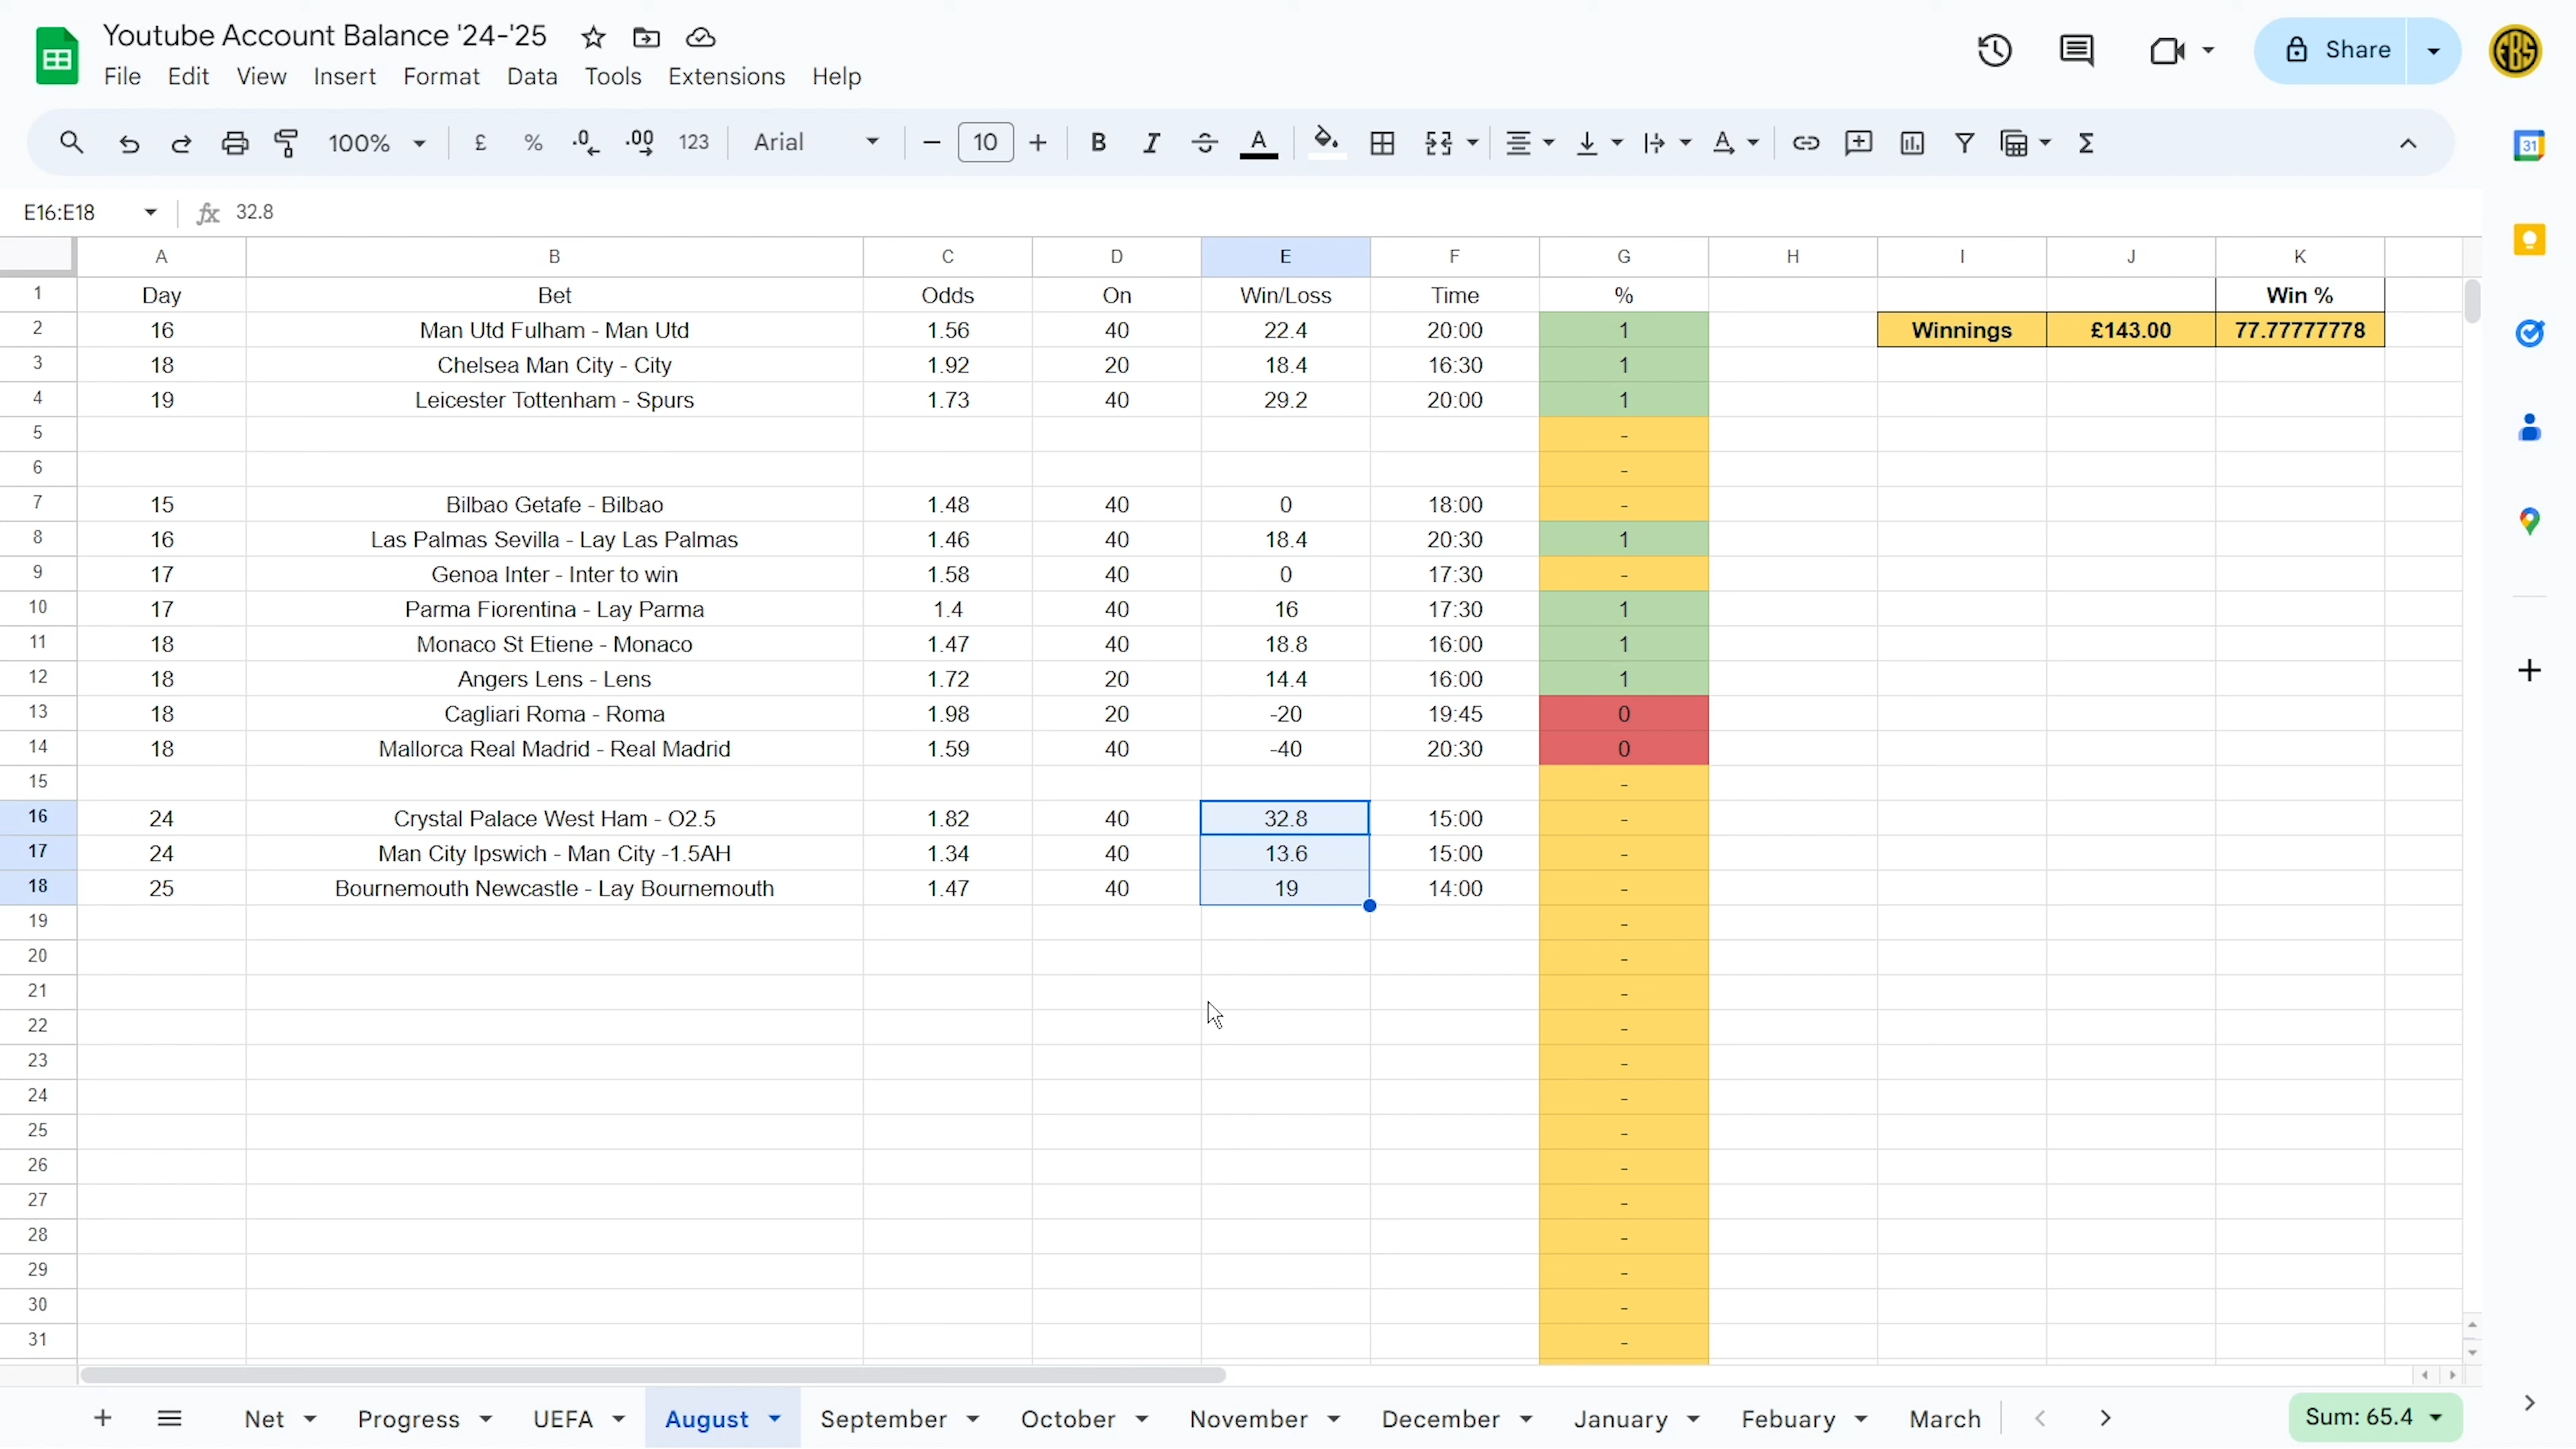 Youtube Account Balance '24-'25
File Edit View Insert Format Data Tools Extensions Help
Share
EBS
100% £ % .0 .00 123 Arial 10 B I S A A Σ
31
E16:E18 fx 32.8
A B C D E F G H I J K
1 Day Bet Odds On Win/Loss Time % Win %
2 16 Man Utd Fulham - Man Utd 1.56 40 22.4 20:00 1 Winnings £143.00 77.77777778
3 18 Chelsea Man City - City 1.92 20 18.4 16:30 1
4 19 Leicester Tottenham - Spurs 1.73 40 29.2 20:00 1
5 -
6 -
7 15 Bilbao Getafe - Bilbao 1.48 40 0 18:00 -
8 16 Las Palmas Sevilla - Lay Las Palmas 1.46 40 18.4 20:30 1
9 17 Genoa Inter - Inter to win 1.58 40 0 17:30 -
10 17 Parma Fiorentina - Lay Parma 1.4 40 16 17:30 1
11 18 Monaco St Etiene - Monaco 1.47 40 18.8 16:00 1
12 18 Angers Lens - Lens 1.72 20 14.4 16:00 1
13 18 Cagliari Roma - Roma 1.98 20 -20 19:45 0
14 18 Mallorca Real Madrid - Real Madrid 1.59 40 -40 20:30 0
15 -
16 24 Crystal Palace West Ham - O2.5 1.82 40 32.8 15:00 -
17 24 Man City Ipswich - Man City -1.5AH 1.34 40 13.6 15:00 -
18 25 Bournemouth Newcastle - Lay Bournemouth 1.47 40 19 14:00 -
19 -
20 -
21 -
22 -
23 -
24 -
25 -
26 -
27 -
28 -
29 -
30 -
31 -
Net Progress UEFA August September October November December January Febuary March Sum: 65.4